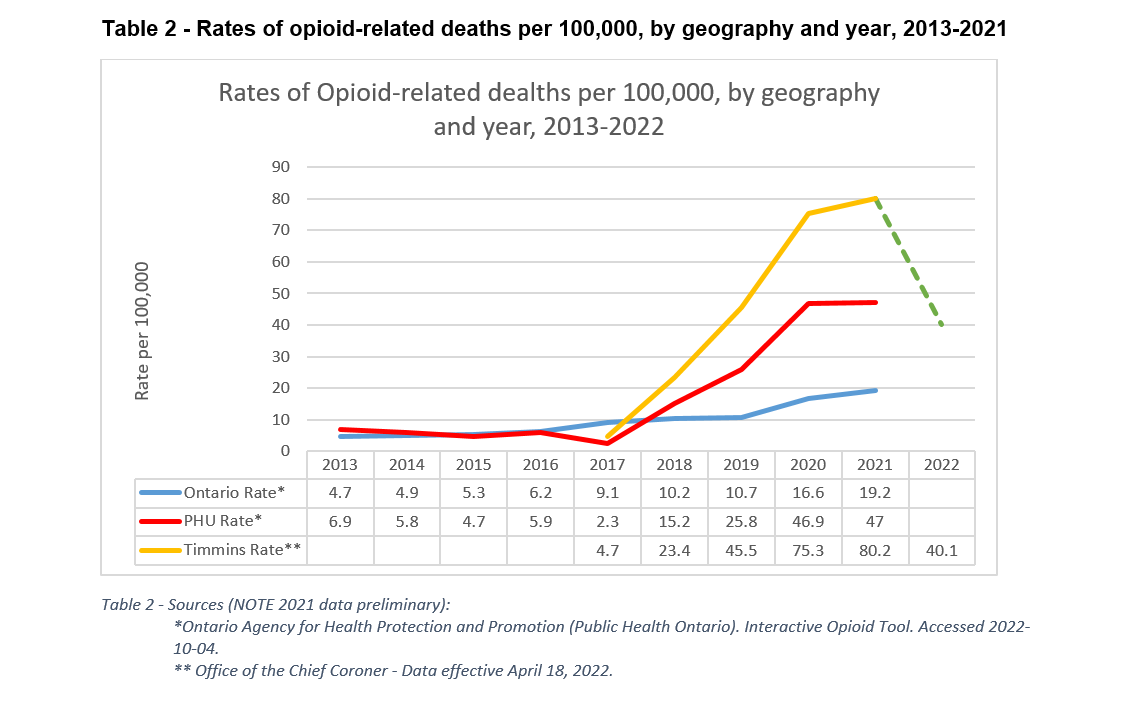 Table 2 - Rates of opioid-related deaths per 100,000, by geography and year, 2013-2021
Rates of Opioid-related dealths per 100,000, by geography
and year, 2013-2022
Rate per 100,000
90
80
70
60
50
40
30
20
10
0
2013 2014 2015 2016 2017 2018 2019 2020 2021 2022
Ontario Rate* 4.7 4.9 5.3 6.2 9.1 10.2 10.7 16.6 19.2
PHU Rate* 6.9 5.8 4.7 5.9 2.3 15.2 25.8 46.9 47
Timmins Rate** 4.7 23.4 45.5 75.3 80.2 40.1
Table 2 - Sources (NOTE 2021 data preliminary):
*Ontario Agency for Health Protection and Promotion (Public Health Ontario). Interactive Opioid Tool. Accessed 2022-
10-04.
** Office of the Chief Coroner - Data effective April 18, 2022.